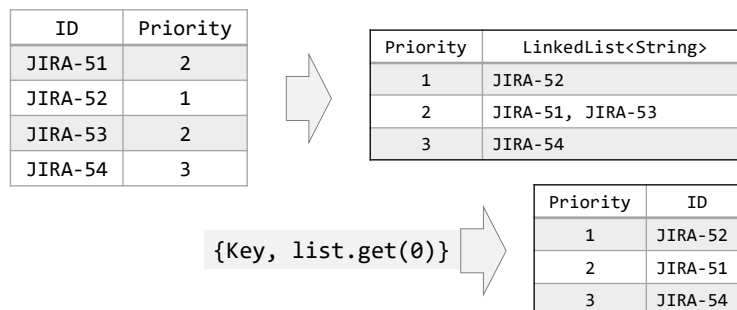 ID Priority
JIRA-51 2
JIRA-52 1
JIRA-53 2
JIRA-54 3
Priority LinkedList<String>
1 JIRA-52
2 JIRA-51, JIRA-53
3 JIRA-54
{Key, list.get(0)}
Priority ID
1 JIRA-52
2 JIRA-51
3 JIRA-54